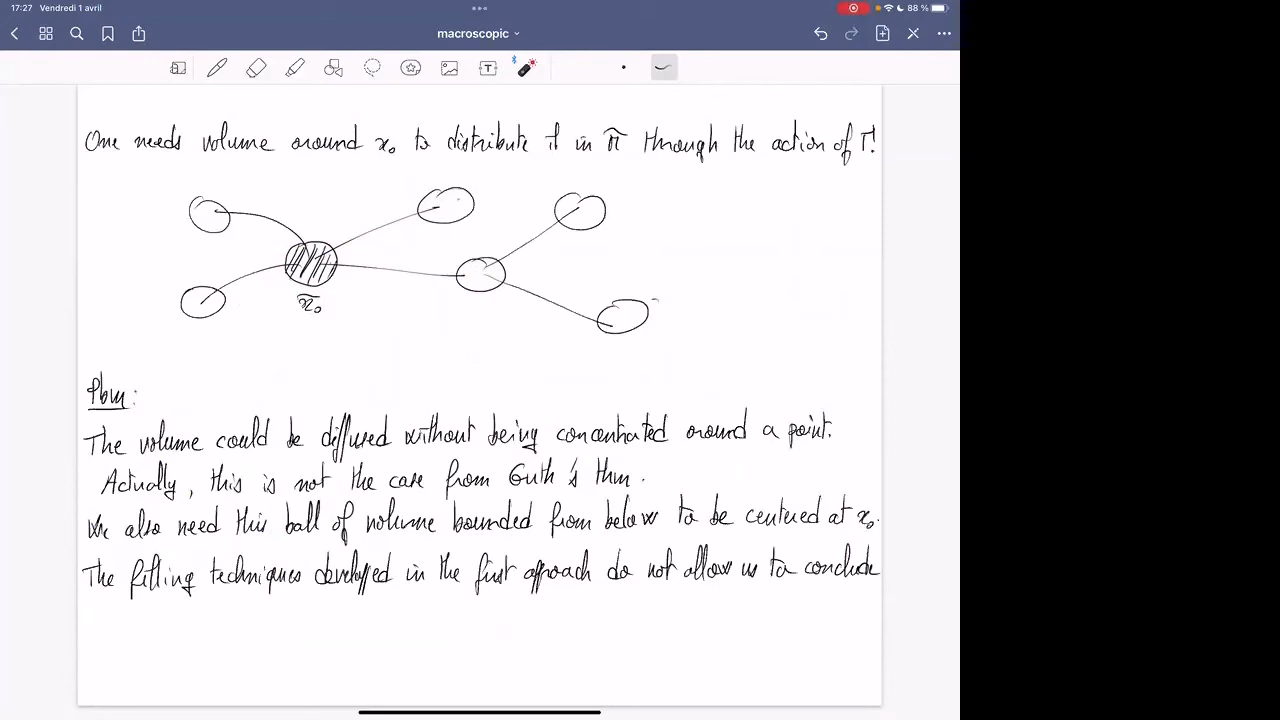 17:27 Vendredi 1 avril 88 %
macroscopic
One needs volume around x₀ to distribute it in π̃ through the action of Γ!
x̃₀
Pbm:
The volume could be diffused without being concentrated around a point.
Actually, this is not the case from Guth's thm.
We also need this ball of volume bounded from below to be centered at x₀.
The filling techniques developed in the first approach do not allow us to conclude